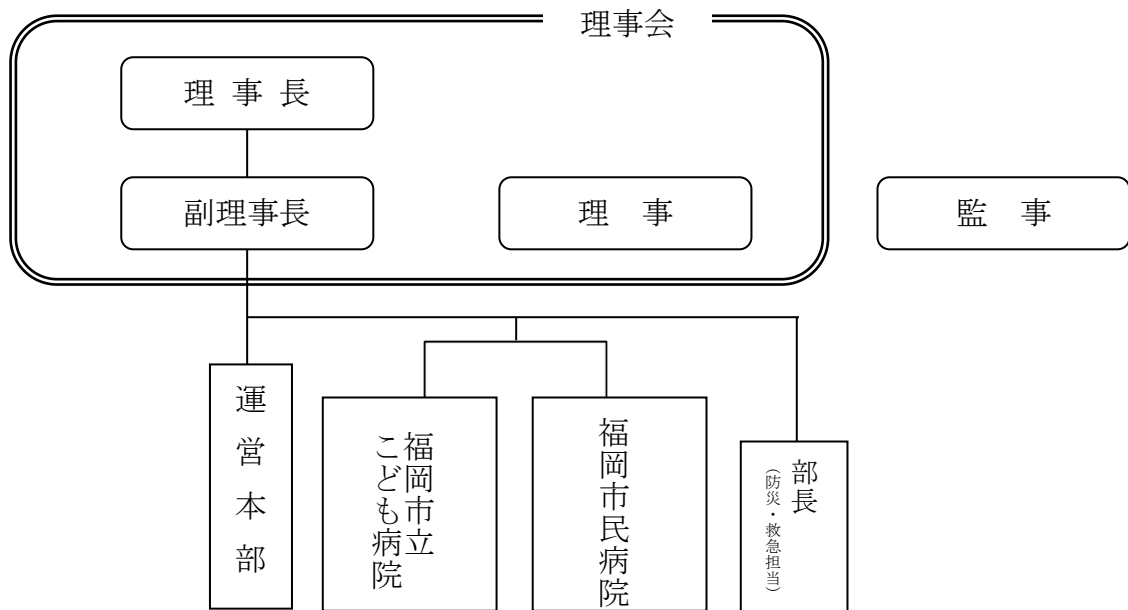 理事会
理 事 長
副理事長
理　事
監　事
運営本部
福岡市立
こども病院
福岡市民病院
部長
（防災・救急担当）